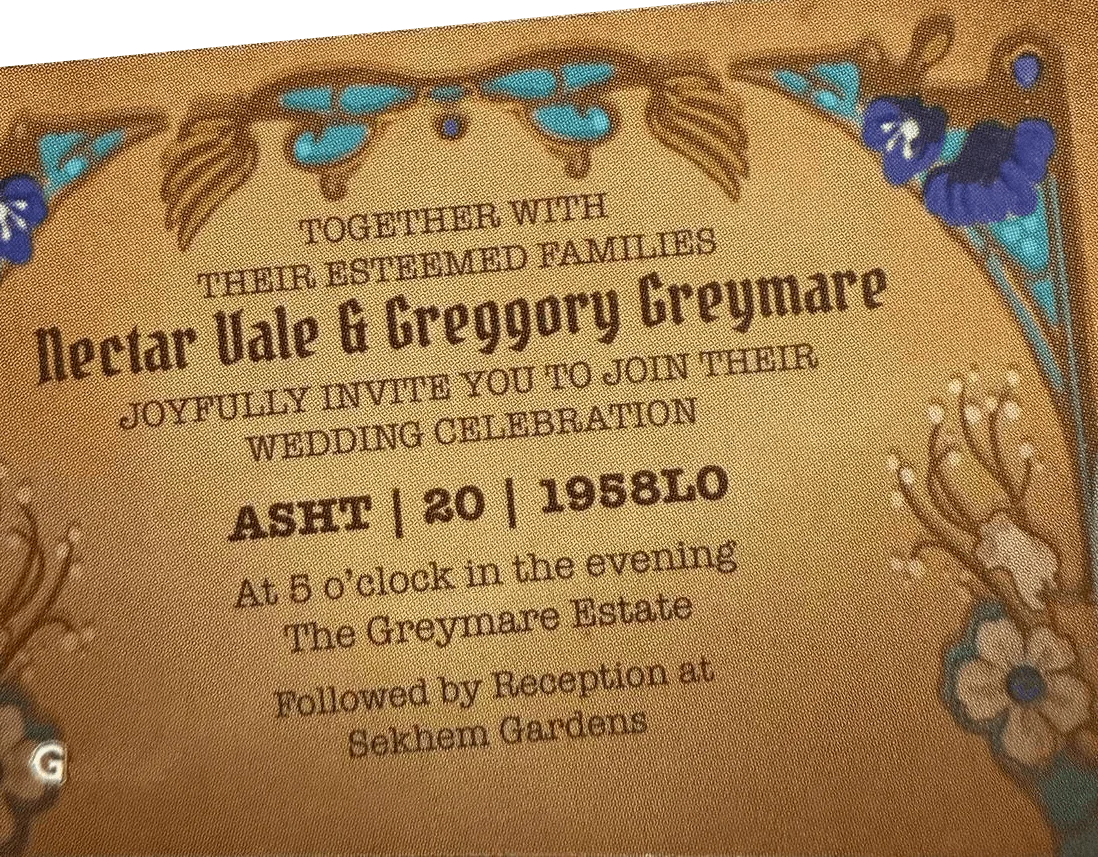 TOGETHER WITH
THEIR ESTEEMED FAMILIES
Nectar Vale & Greggory Greymare
JOYFULLY INVITE YOU TO JOIN THEIR
WEDDING CELEBRATION
ASHT | 20 | 1958LO
At 5 o'clock in the evening
The Greymare Estate
Followed by Reception at
Sekhem Gardens
G